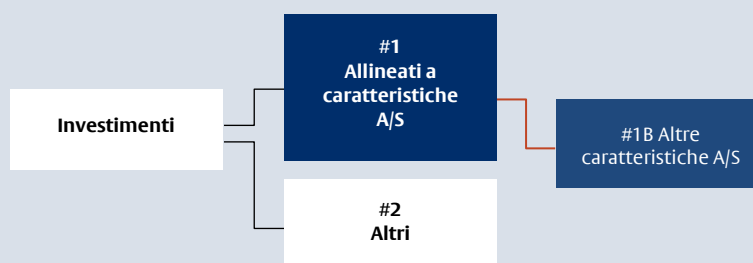 Investimenti
#1
Allineati a
caratteristiche
A/S
#2
Altri
#1B Altre
caratteristiche A/S